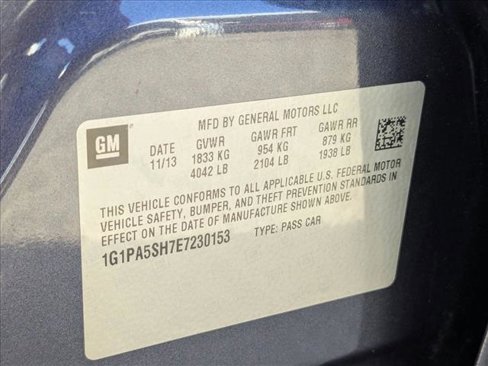 MFD BY GENERAL MOTORS LLC
GM
DATE GVWR GAWR FRT GAWR RR
11/13 1833 KG 954 KG 879 KG
4042 LB 2104 LB 1938 LB
THIS VEHICLE CONFORMS TO ALL APPLICABLE U.S. FEDERAL MOTOR
VEHICLE SAFETY, BUMPER, AND THEFT PREVENTION STANDARDS IN
EFFECT ON THE DATE OF MANUFACTURE SHOWN ABOVE.
1G1PA5SH7E7230153 TYPE: PASS CAR